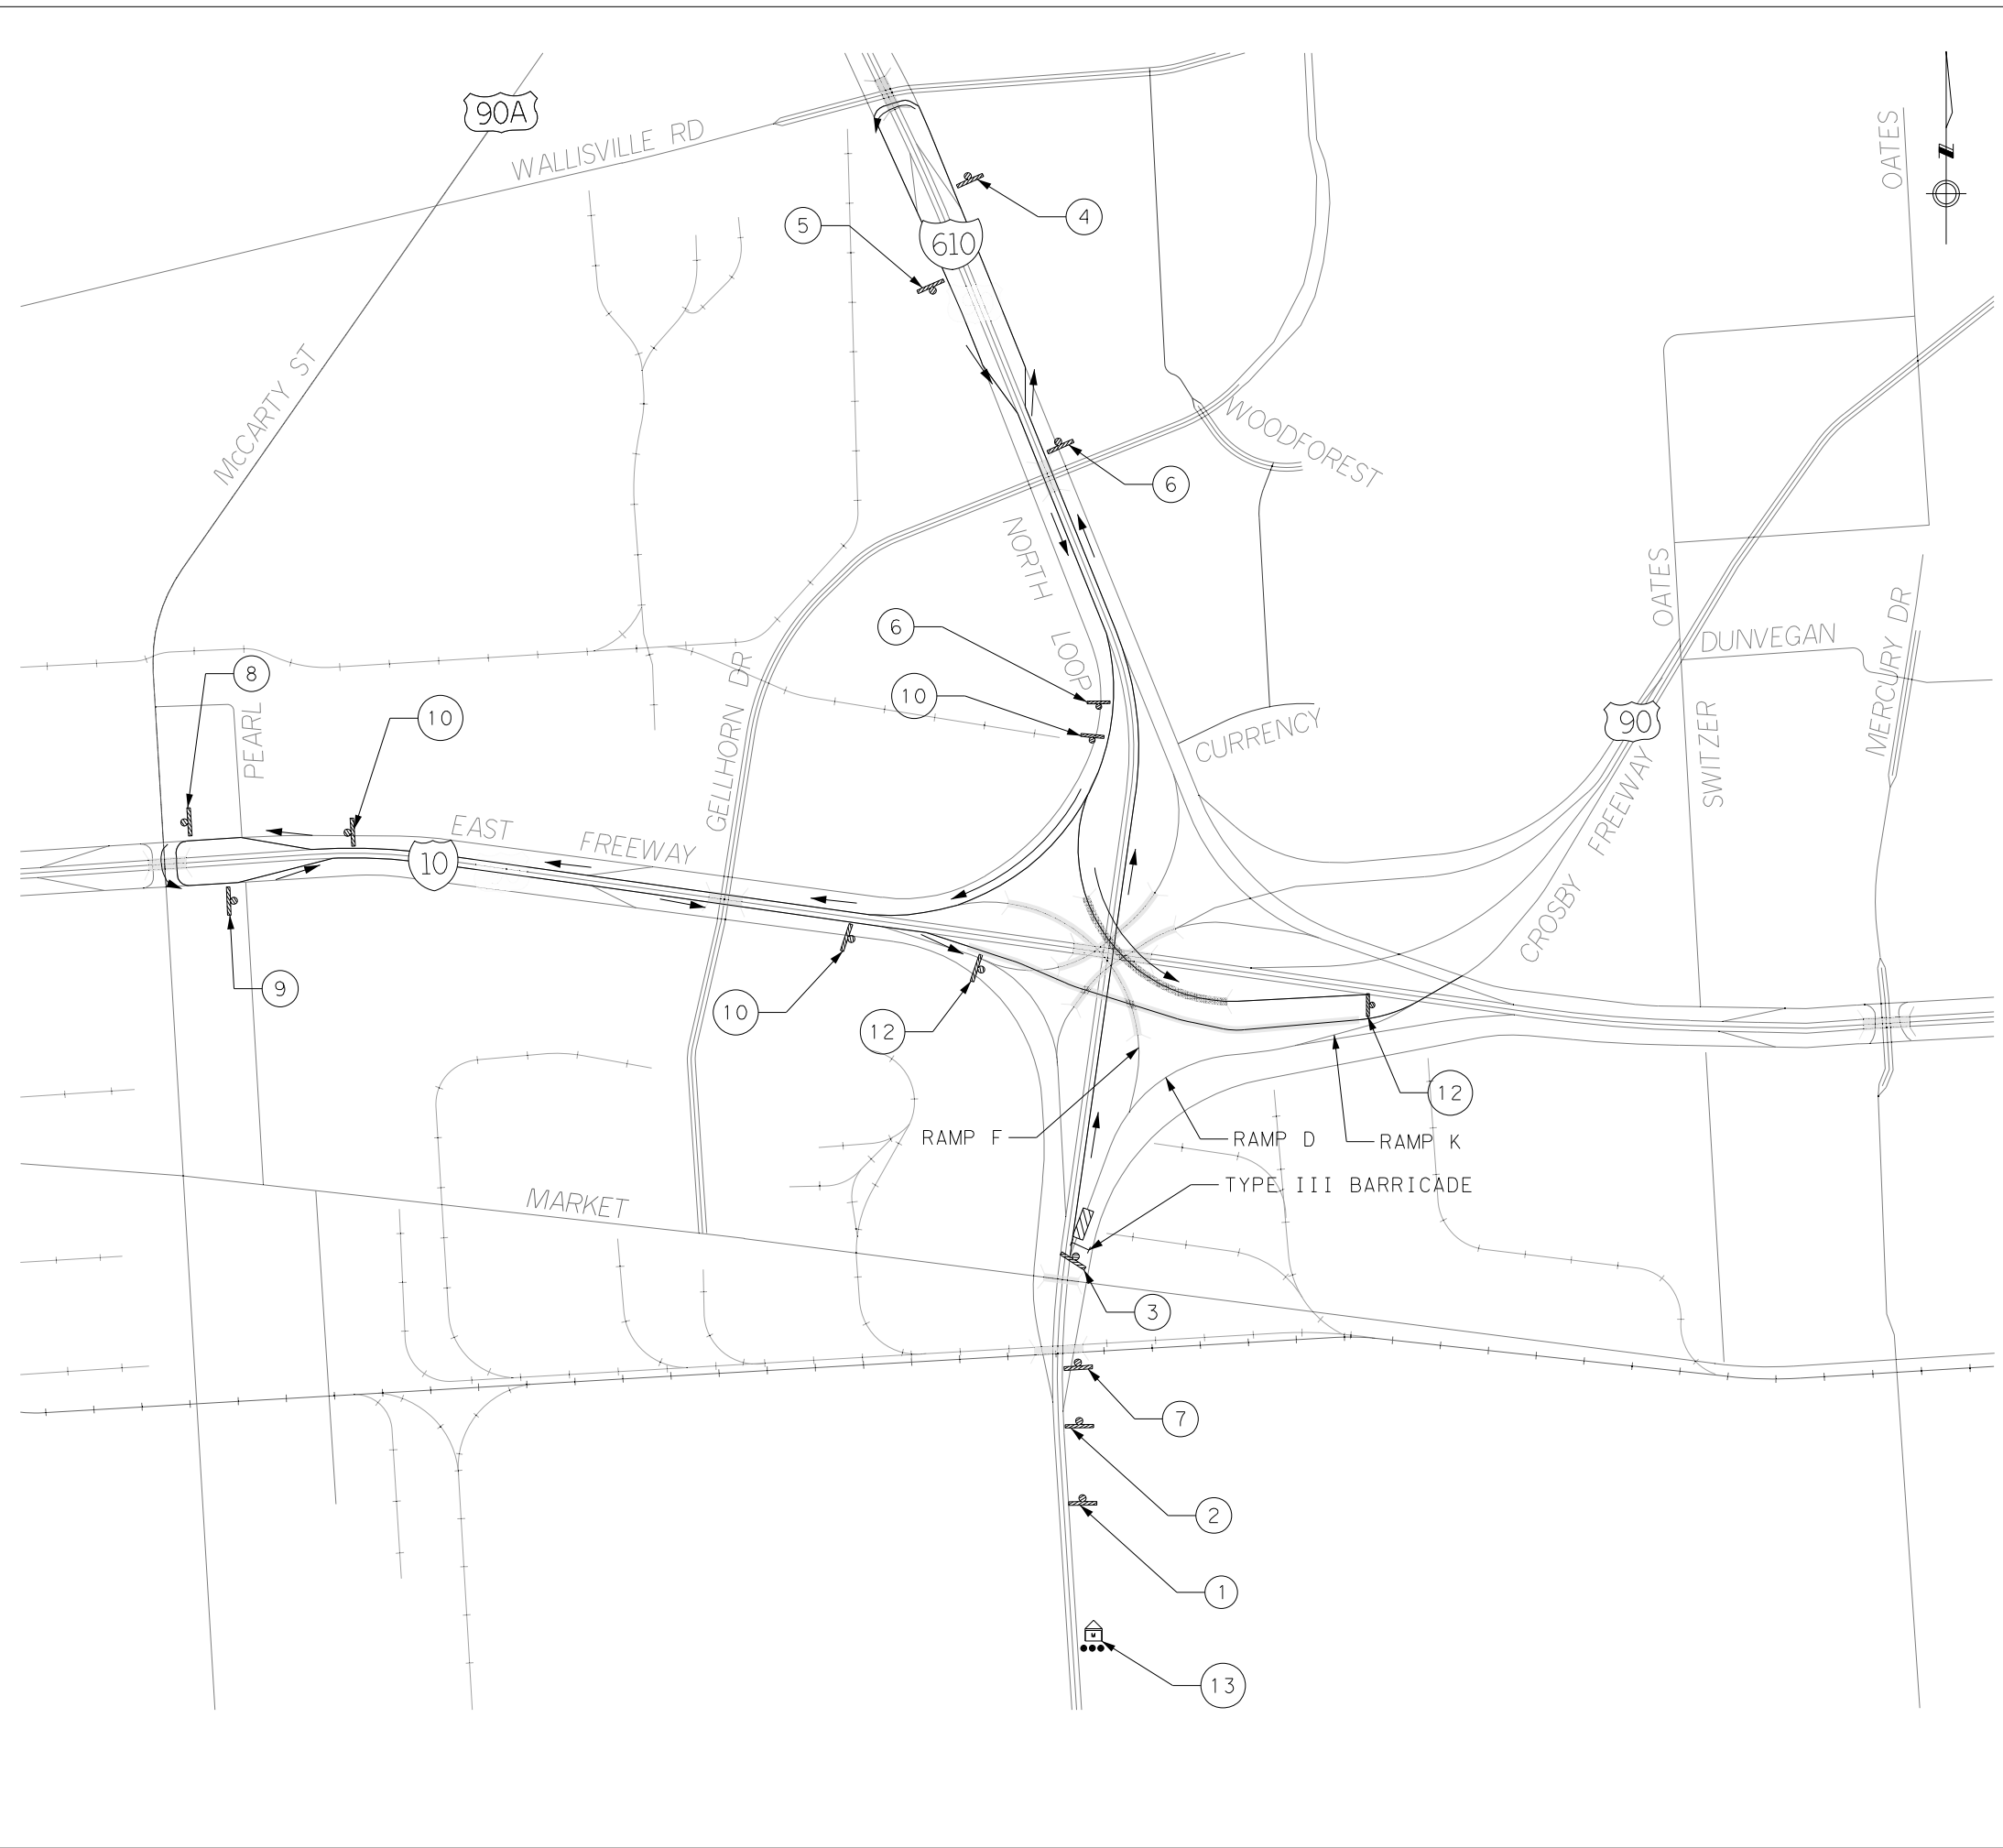 90A
WALLISVILLE RD
OATES
4
5
610
McCARTY ST
WOODFOREST
6
NORTH LOOP
OATES
MERCURY DR
DUNVEGAN
6
8
10
10
PEARL
GELLHORN DR
CURRENCY
90
SWITZER
EAST FREEWAY
10
CROSBY FREEWAY
9
10
12
12
RAMP F
RAMP D
RAMP K
TYPE III BARRICADE
MARKET
3
7
2
1
M
13
N